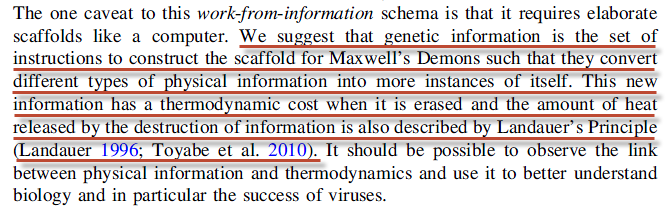 The one caveat to this work-from-information schema is that it requires elaborate
scaffolds like a computer. We suggest that genetic information is the set of
instructions to construct the scaffold for Maxwell's Demons such that they convert
different types of physical information into more instances of itself. This new
information has a thermodynamic cost when it is erased and the amount of heat
released by the destruction of information is also described by Landauer's Principle
(Landauer 1996; Toyabe et al. 2010). It should be possible to observe the link
between physical information and thermodynamics and use it to better understand
biology and in particular the success of viruses.